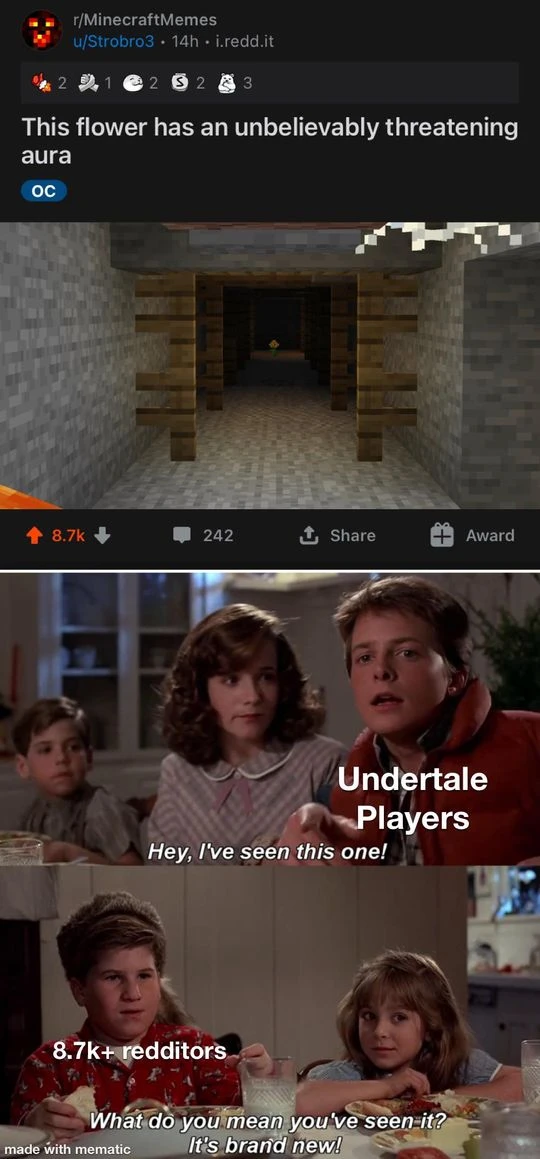 r/MinecraftMemes
u/Strobro3 • 14h • i.redd.it
2 1 2 2 3
This flower has an unbelievably threatening
aura
OC
8.7k 242 Share Award
Undertale
Players
Hey, I've seen this one!
8.7k+ redditors
What do you mean you've seen it?
It's brand new!
made with mematic